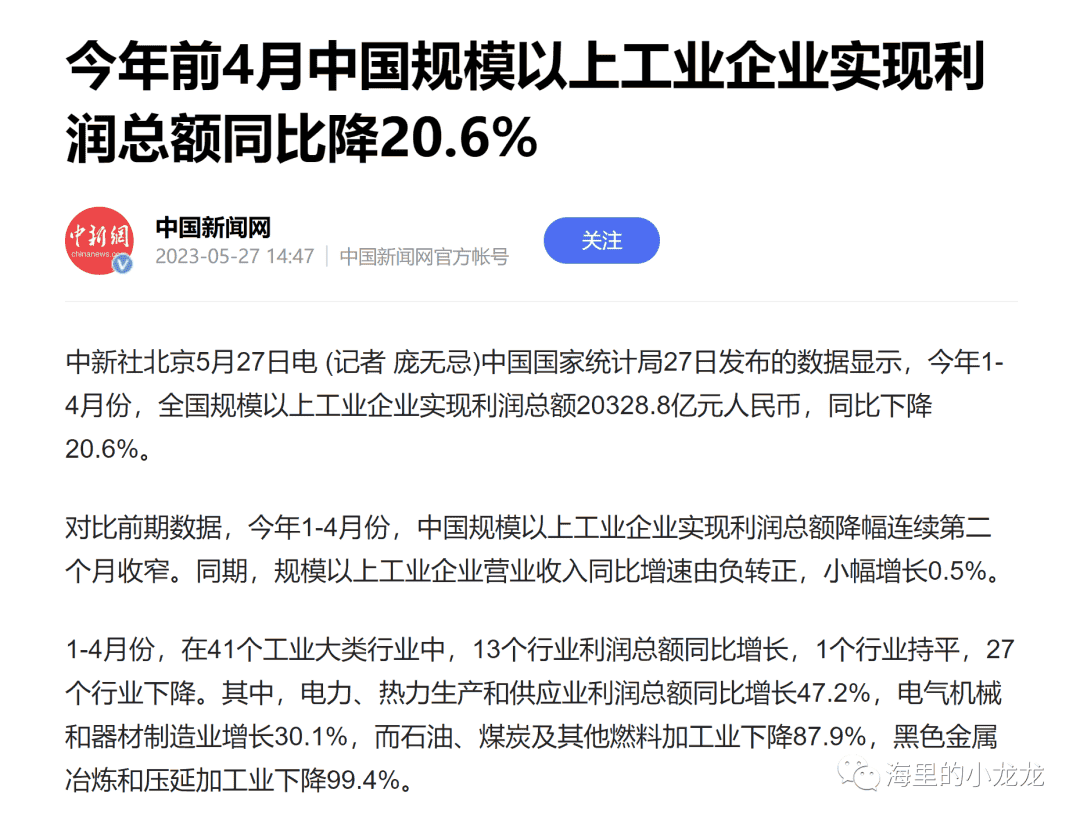 今年前4月中国规模以上工业企业实现利
润总额同比降20.6%
中新網
chinanews.
中国新闻网
2023-05-27 14:47
中国新闻网官方帐号
关注
中新社北京5月27日电 (记者 庞无忌)中国国家统计局27日发布的数据显示，今年1-
4月份，全国规模以上工业企业实现利润总额20328.8亿元人民币，同比下降
20.6%。
对比前期数据，今年1-4月份，中国规模以上工业企业实现利润总额降幅连续第二
个月收窄。同期，规模以上工业企业营业收入同比增速由负转正，小幅增长0.5%。
1-4月份，在41个工业大类行业中，13个行业利润总额同比增长，1个行业持平，27
个行业下降。其中，电力、热力生产和供应业利润总额同比增长47.2%，电气机械
和器材制造业增长30.1%，而石油、煤炭及其他燃料加工业下降87.9%，黑色金属
冶炼和压延加工业下降99.4%。
海里的小龙龙